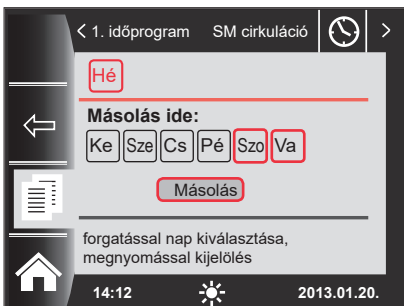 < 1. időprogram SM cirkuláció >
Hé
Másolás ide:
Ke Sze Cs Pé Szo Va
Másolás
forgatással nap kiválasztása,
megnyomással kijelölés
14:12 2013.01.20.